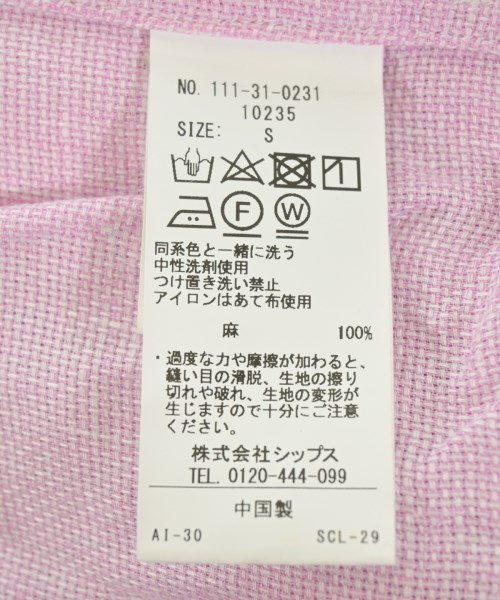 NO. 111-31-0231
10235
SIZE: S
F W
同系色と一緒に洗う
中性洗剤使用
つけ置き洗い禁止
アイロンはあて布使用
麻 100%
・過度な力や摩擦が加わると、
縫い目の滑脱、生地の擦り
切れや破れ、生地の変形が
生じますので十分にご注意
ください。
株式会社シップス
TEL. 0120-444-099
中国製
AI-30 SCL-29